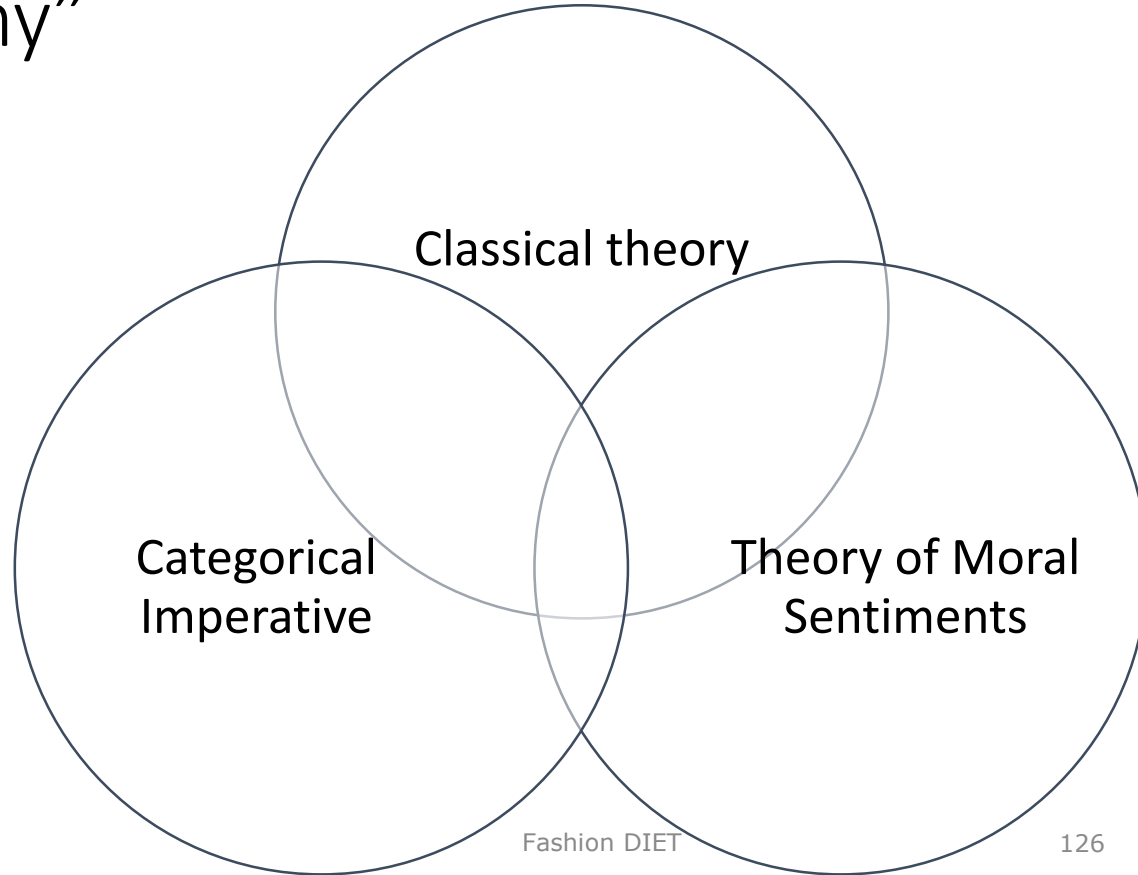 Classical theory
Categorical
Imperative
Theory of Moral
Sentiments
Fashion DIET
126